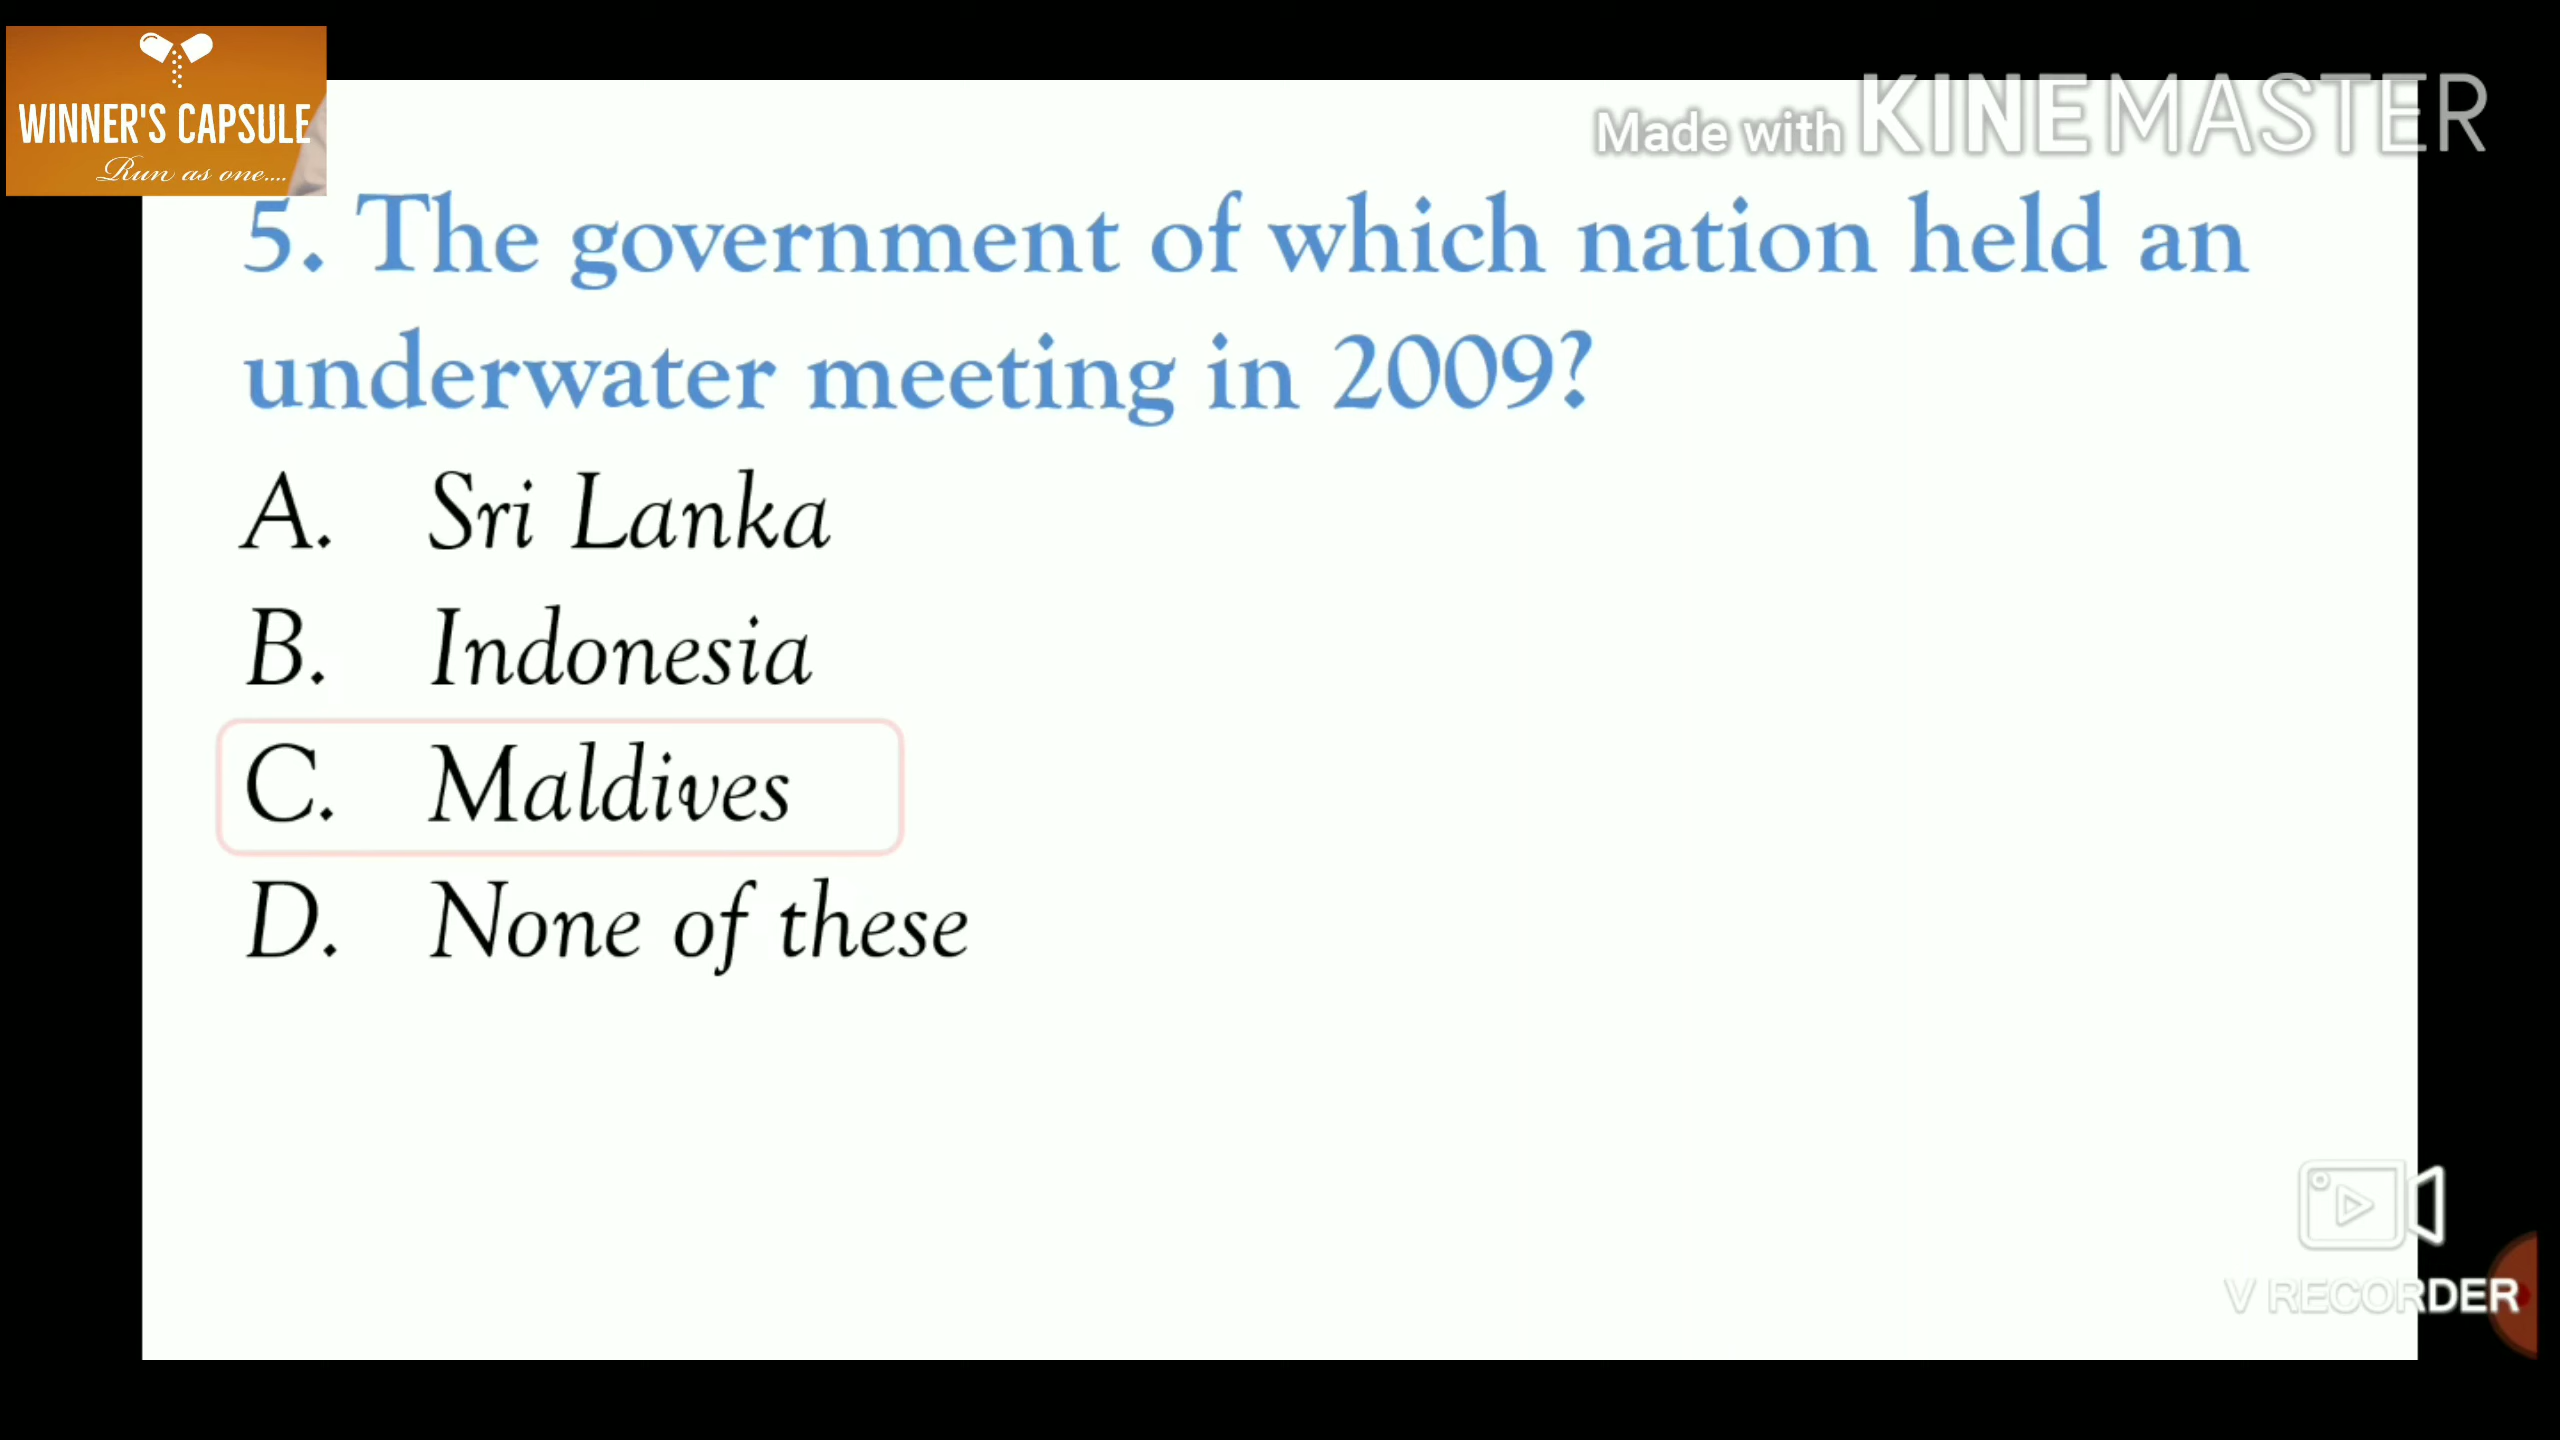 WINNER'S CAPSULE
Run as one....
Made with KINEMASTER
5. The government of which nation held an
underwater meeting in 2009?
A. Sri Lanka
B. Indonesia
C. Maldives
D. None of these
V RECORDER